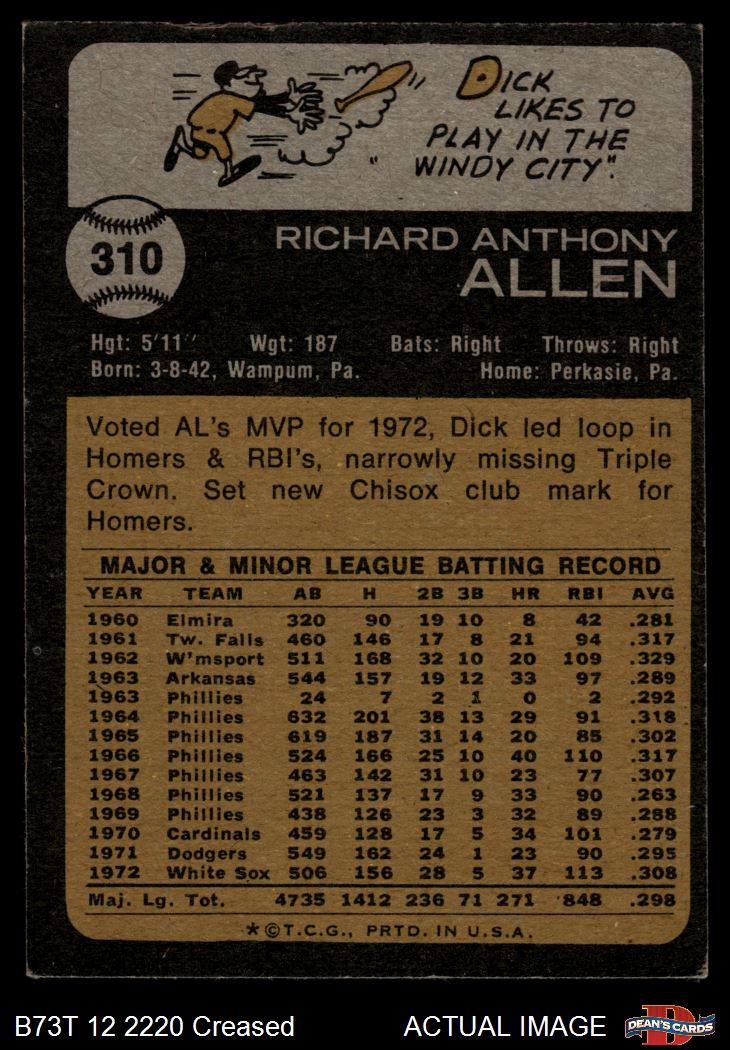 DICK
LIKES TO
PLAY IN THE
"WINDY CITY".
310
RICHARD ANTHONY
ALLEN
Hgt: 5'11" Wgt: 187 Bats: Right Throws: Right
Born: 3-8-42, Wampum, Pa. Home: Perkasie, Pa.
Voted AL's MVP for 1972, Dick led loop in
Homers & RBI's, narrowly missing Triple
Crown. Set new Chisox club mark for
Homers.
MAJOR & MINOR LEAGUE BATTING RECORD
YEAR TEAM AB H 2B 3B HR RBI AVG
1960 Elmira 320 90 19 10 8 42 .281
1961 Tw. Falls 460 146 17 8 21 94 .317
1962 W'msport 511 168 32 10 20 109 .329
1963 Arkansas 544 157 19 12 33 97 .289
1963 Phillies 24 7 2 1 0 2 .292
1964 Phillies 632 201 38 13 29 91 .318
1965 Phillies 619 187 31 14 20 85 .302
1966 Phillies 524 166 25 10 40 110 .317
1967 Phillies 463 142 31 10 23 77 .307
1968 Phillies 521 137 17 9 33 90 .263
1969 Phillies 438 126 23 3 32 89 .288
1970 Cardinals 459 128 17 5 34 101 .279
1971 Dodgers 549 162 24 1 23 90 .295
1972 White Sox 506 156 28 5 37 113 .308
Maj. Lg. Tot. 4735 1412 236 71 271 848 .298
*©T.C.G., PRTD. IN U.S.A.
B73T 12 2220 Creased ACTUAL IMAGE
DEAN'S CARDS